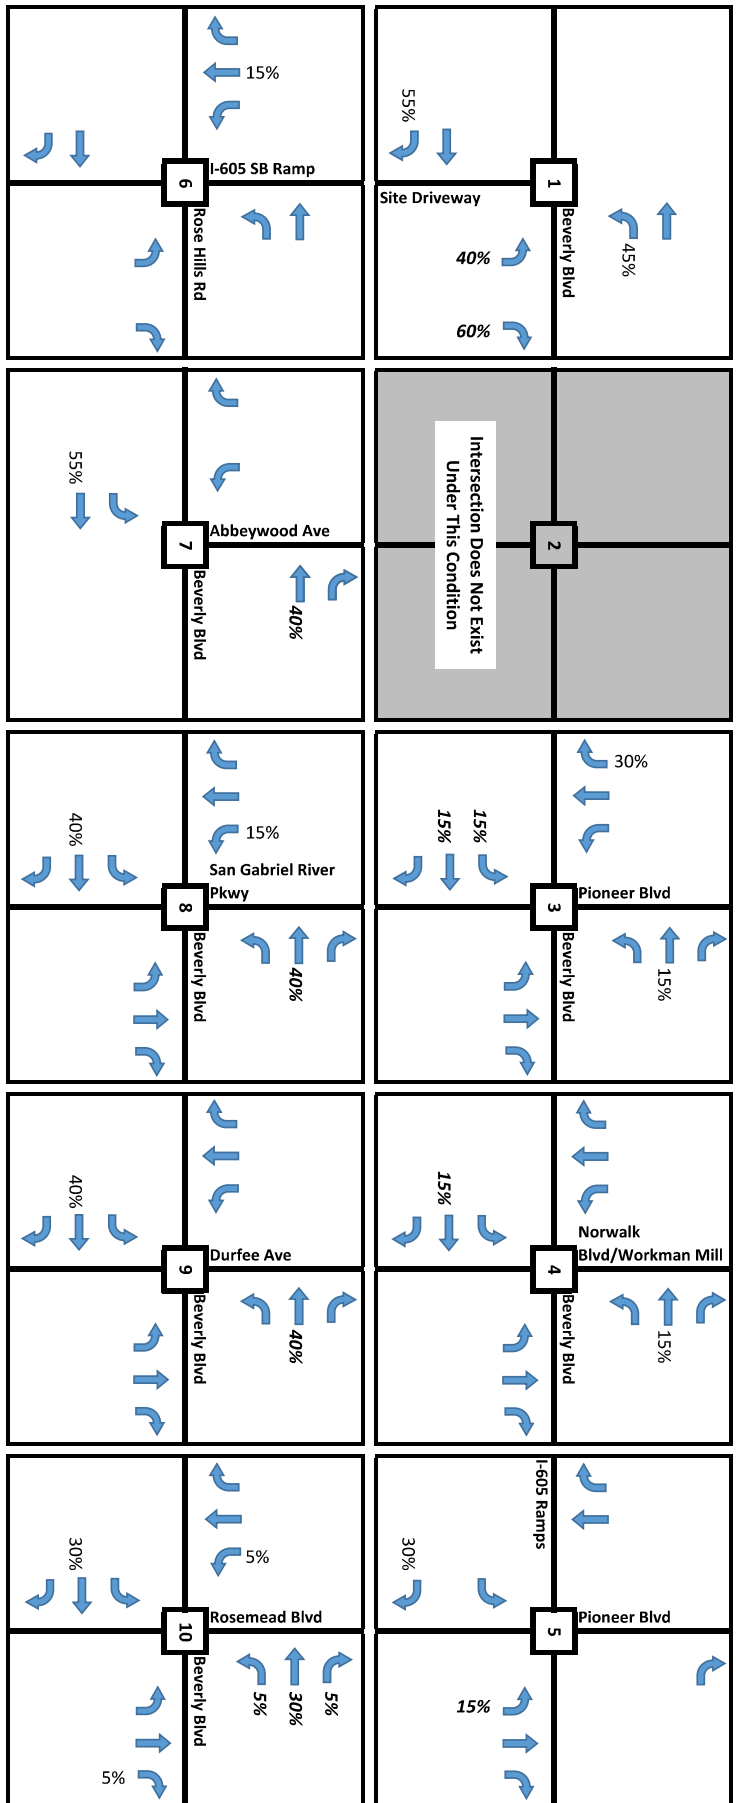 1
Site Driveway
Beverly Blvd
55%
45%
40%
60%
2
Intersection Does Not Exist
Under This Condition
3
Pioneer Blvd
Beverly Blvd
30%
15%
15%
15%
4
Norwalk
Blvd/Workman Mill
Beverly Blvd
15%
15%
5
Pioneer Blvd
I-605 Ramps
30%
15%
6
I-605 SB Ramp
Rose Hills Rd
15%
7
Abbeywood Ave
Beverly Blvd
55%
40%
8
San Gabriel River
Pkwy
Beverly Blvd
15%
40%
40%
9
Durfee Ave
Beverly Blvd
40%
40%
10
Rosemead Blvd
Beverly Blvd
5%
30%
5%
30%
5%
5%